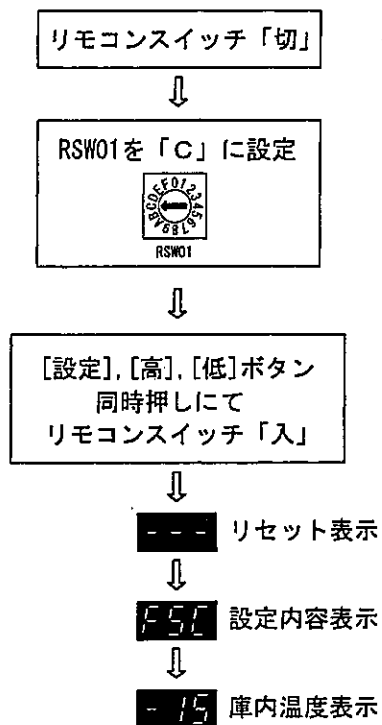 リモコンスイッチ「切」
⇩
RSW01を「C」に設定
EF0123456789ABCD
RSW01
⇩
[設定],[高],[低]ボタン
同時押しにて
リモコンスイッチ「入」
⇩
--- リセット表示
⇩
FSC 設定内容表示
⇩
-15 庫内温度表示